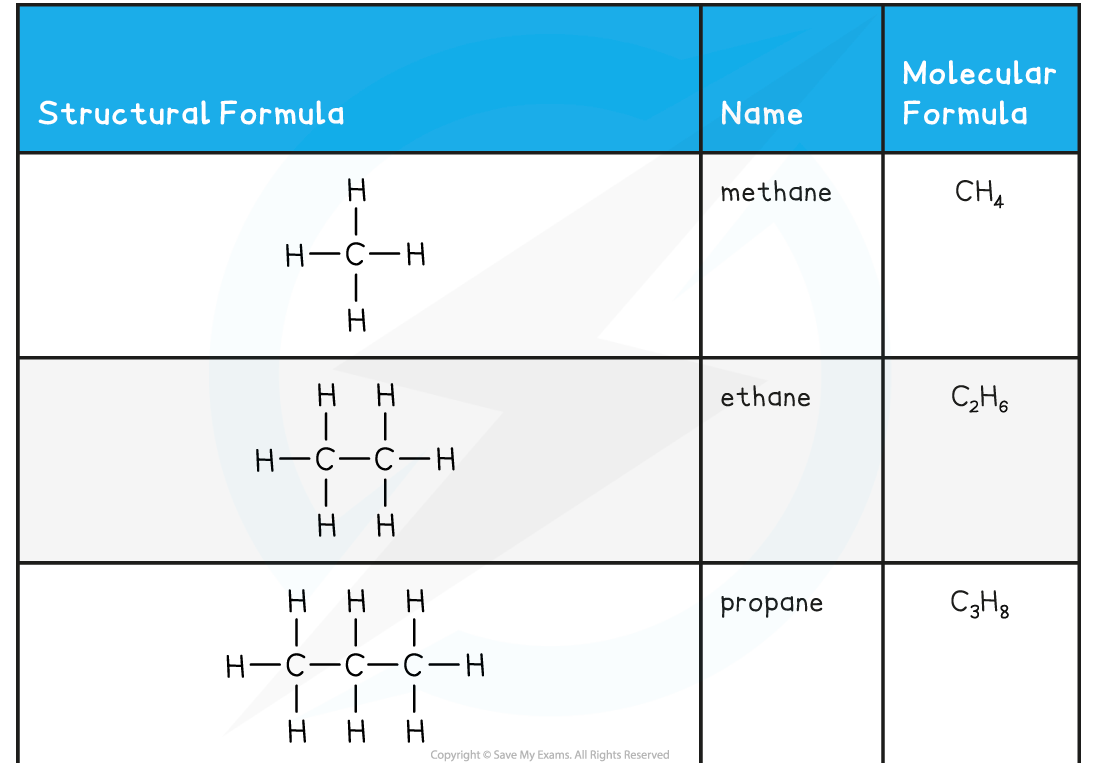 Structural Formula
Name
Molecular
Formula
H
H—C—H
H
methane
CH₄
H H
H—C—C—H
H H
ethane
C₂H₆
H H H
H—C—C—C—H
H H H
propane
C₃H₈
Copyright © Save My Exams. All Rights Reserved